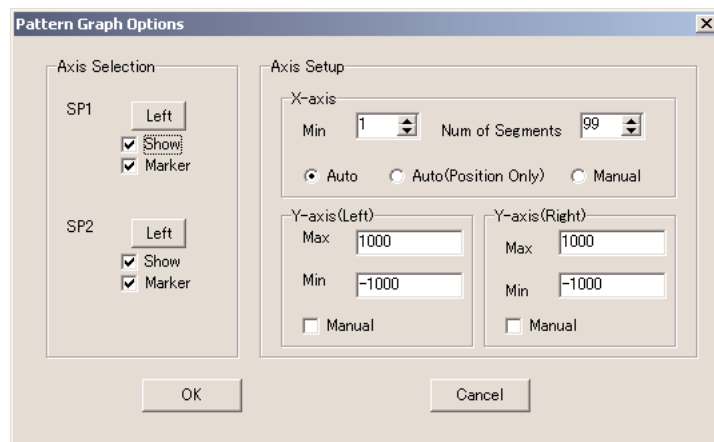 Pattern Graph Options
Axis Selection
SP1
Left
Show
Marker
SP2
Left
Show
Marker
Axis Setup
X-axis
Min 1 Num of Segments 99
Auto Auto(Position Only) Manual
Y-axis(Left)
Max 1000
Min -1000
Manual
Y-axis(Right)
Max 1000
Min -1000
Manual
OK Cancel